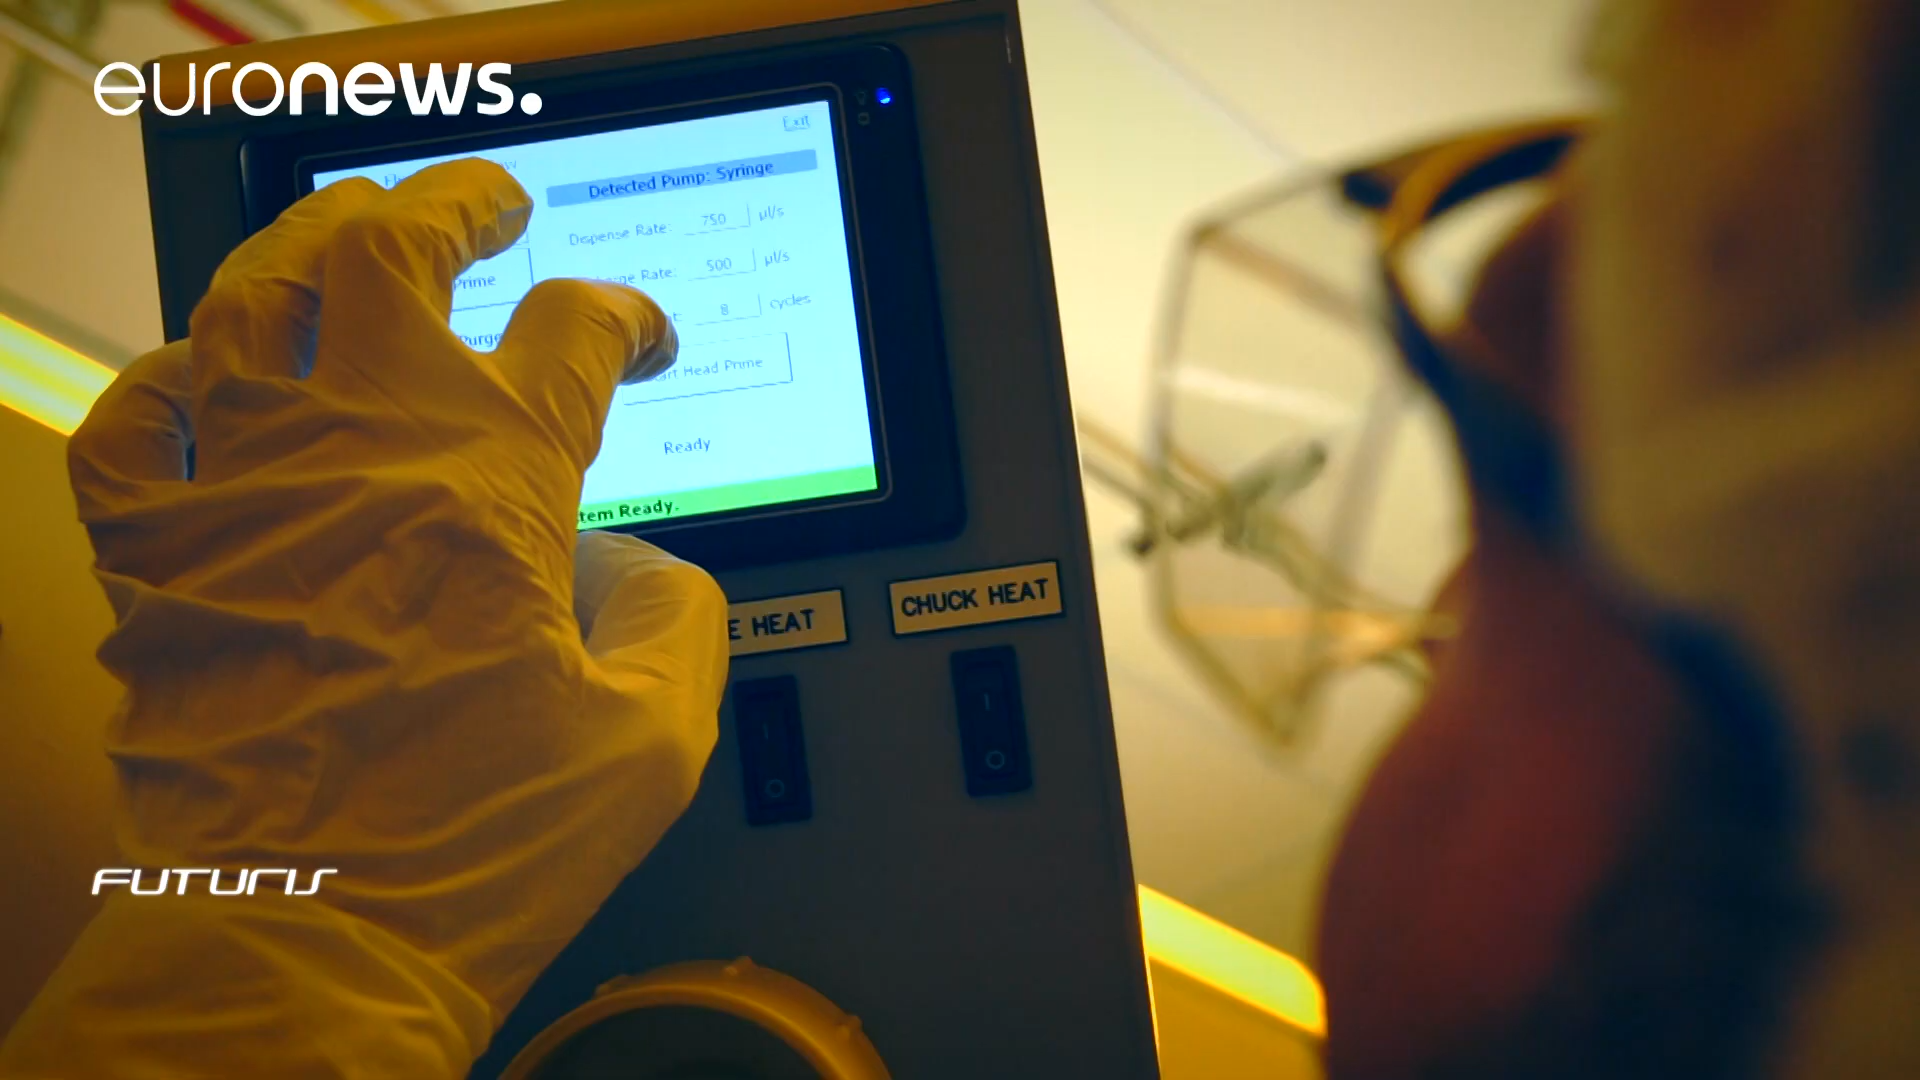 euronews.
Exit
Detected Pump: Syringe
Dispense Rate: 750 µl/s
Rate: 500 µl/s
Prime
8 cycles
Purge
Head Prime
Ready
Ready.
HEAT
CHUCK HEAT
FUTURIS